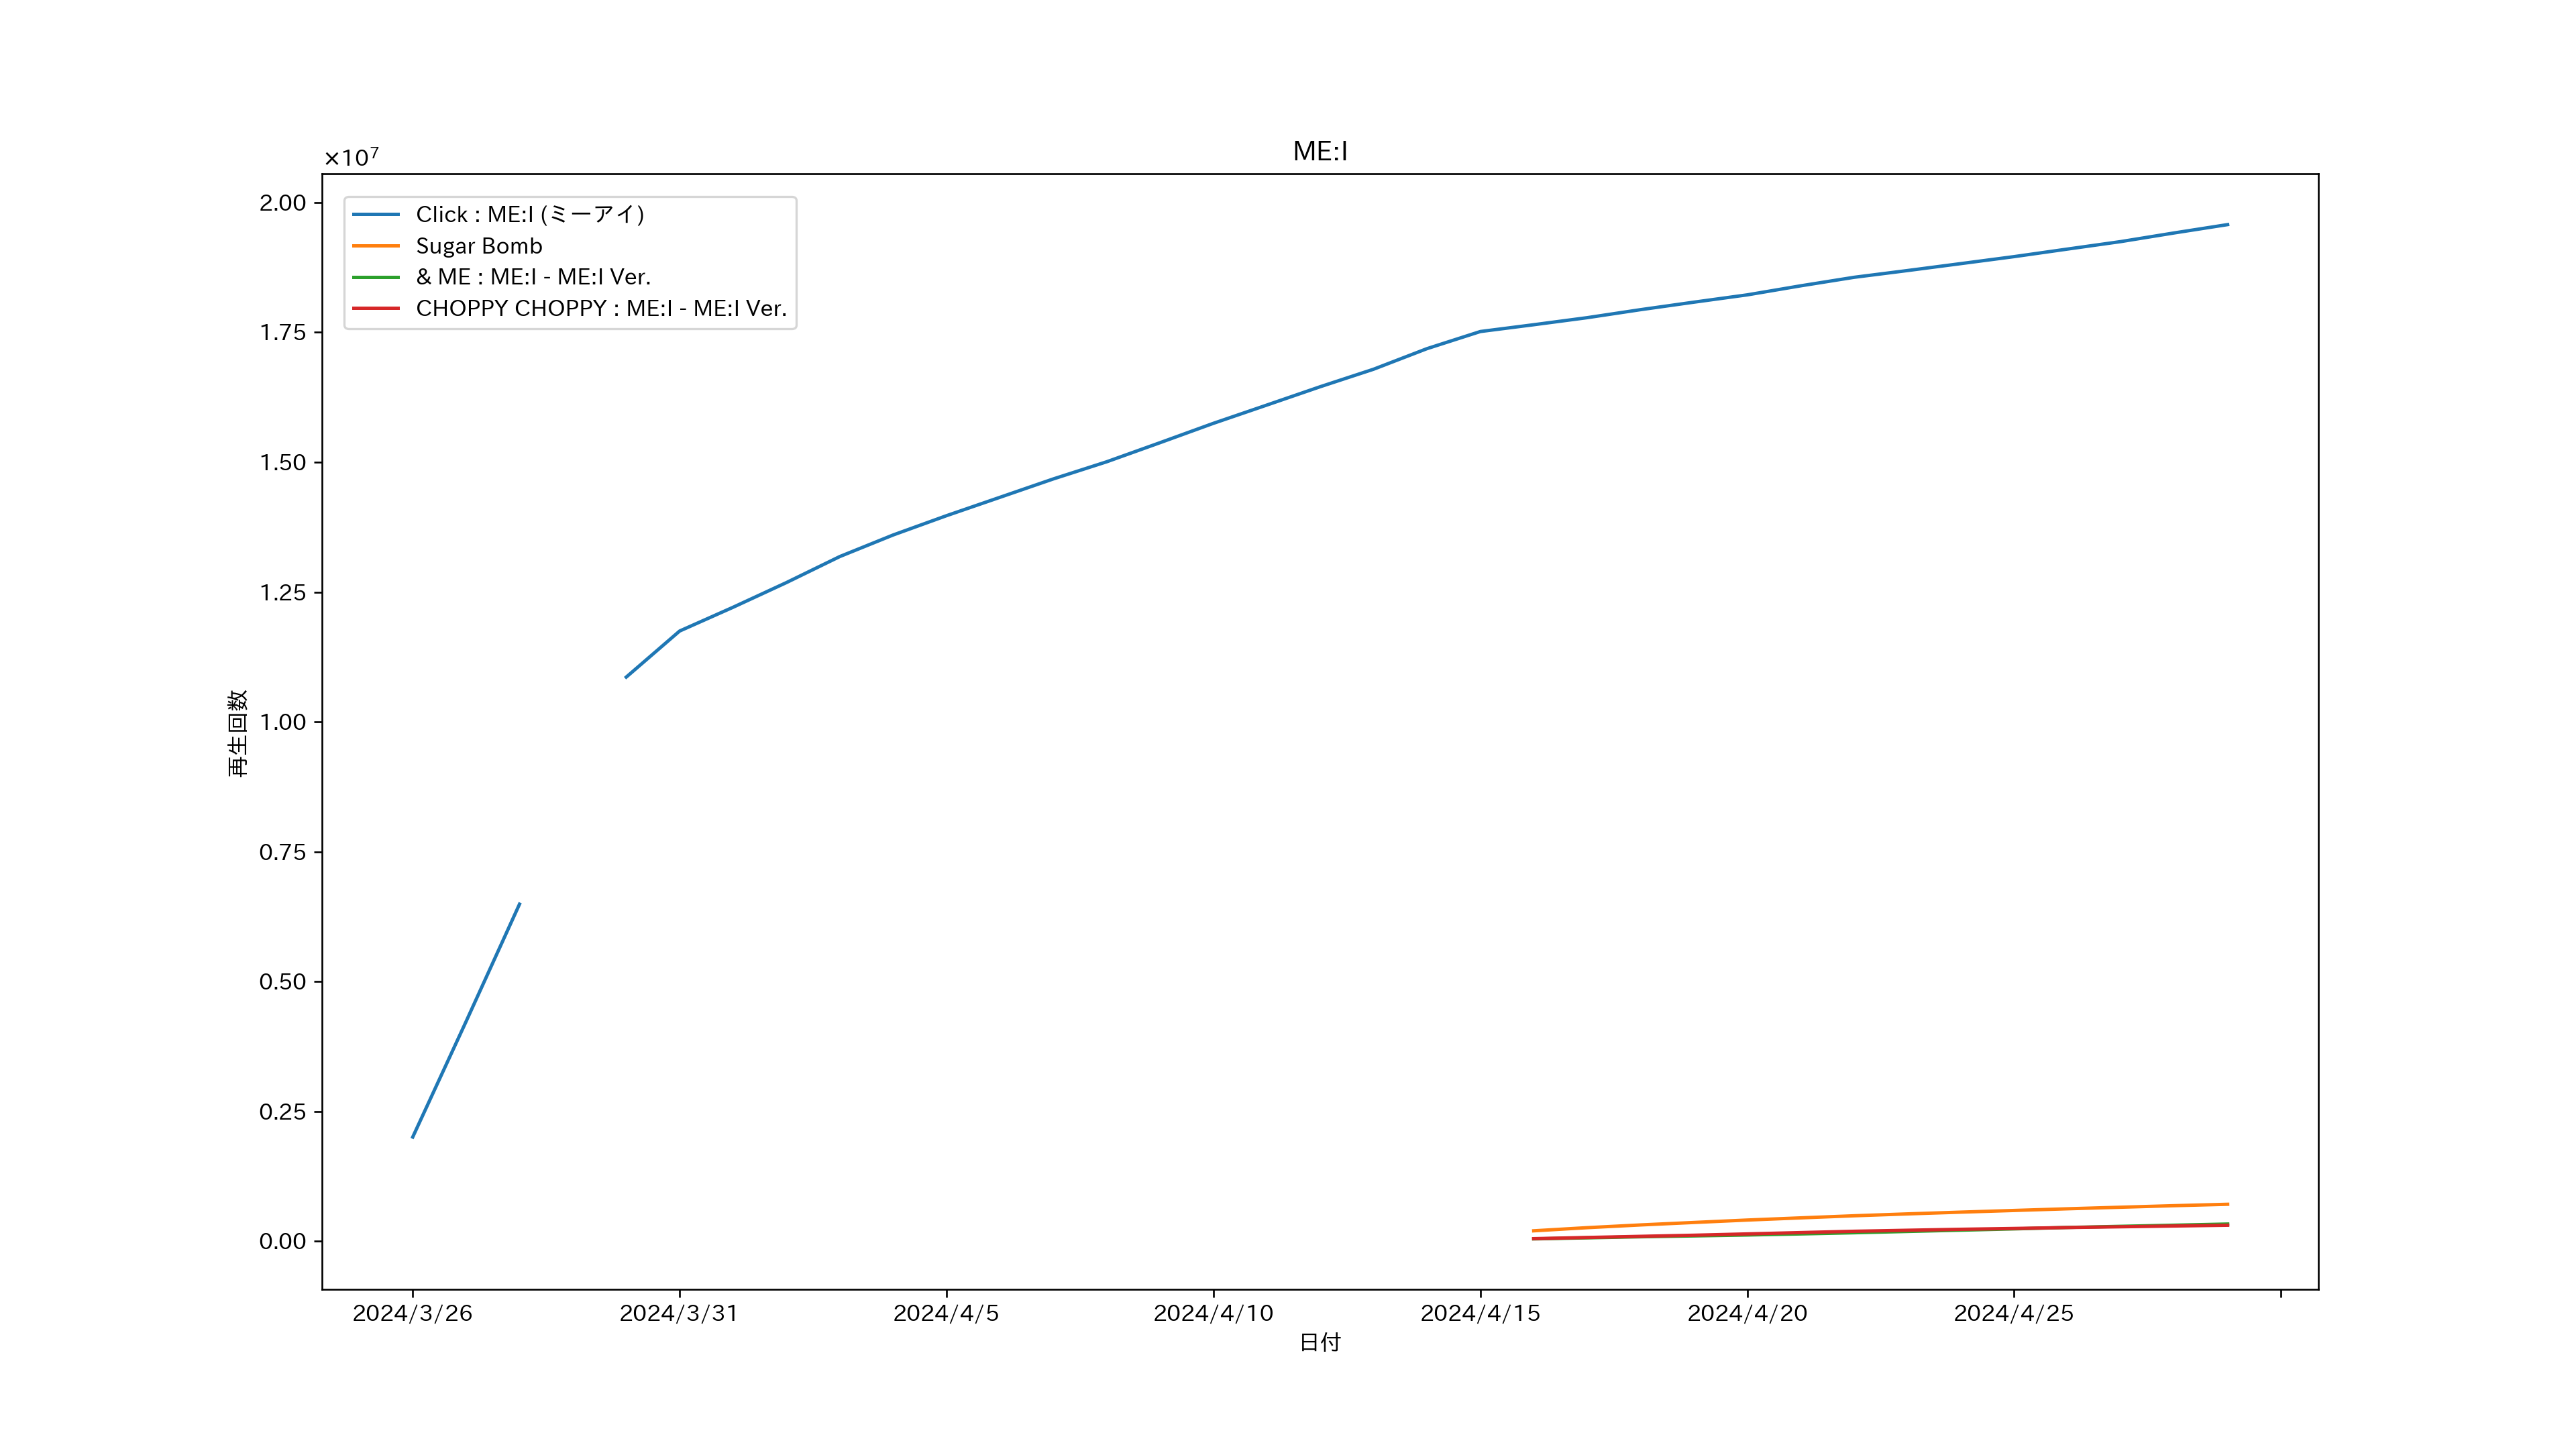 ME:I
×10⁷
2.00
1.75
1.50
1.25
1.00
0.75
0.50
0.25
0.00
Click : ME:I (ミーアイ)
Sugar Bomb
& ME : ME:I - ME:I Ver.
CHOPPY CHOPPY : ME:I - ME:I Ver.
再生回数
2024/3/26 2024/3/31 2024/4/5 2024/4/10 2024/4/15 2024/4/20 2024/4/25
日付